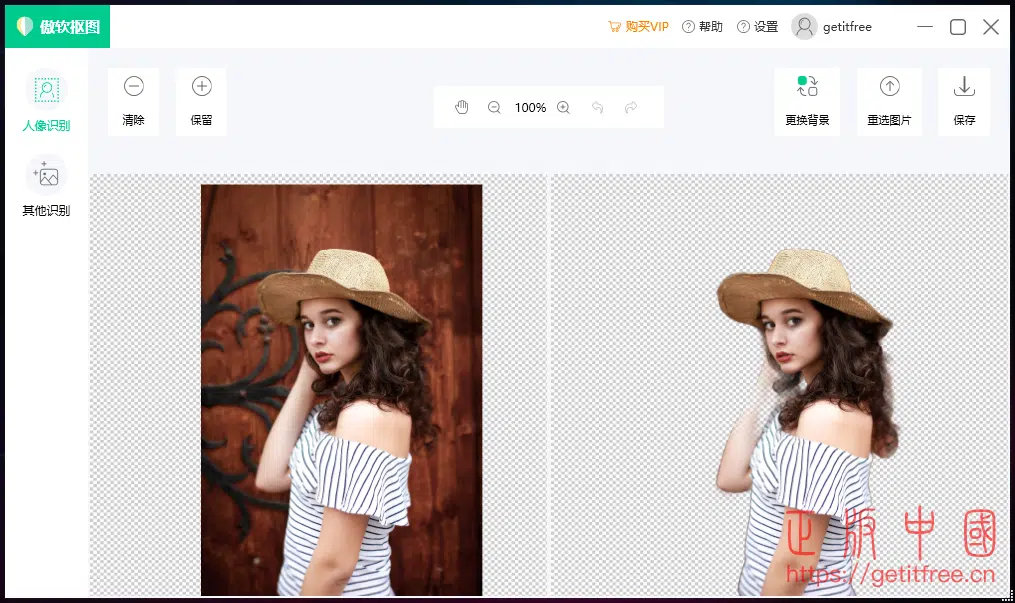 傲软抠图
购买VIP 帮助 设置 getitfree
人像识别
其他识别
清除 保留
100%
更换背景 重选图片 保存
正版中國
https://getitfree.cn